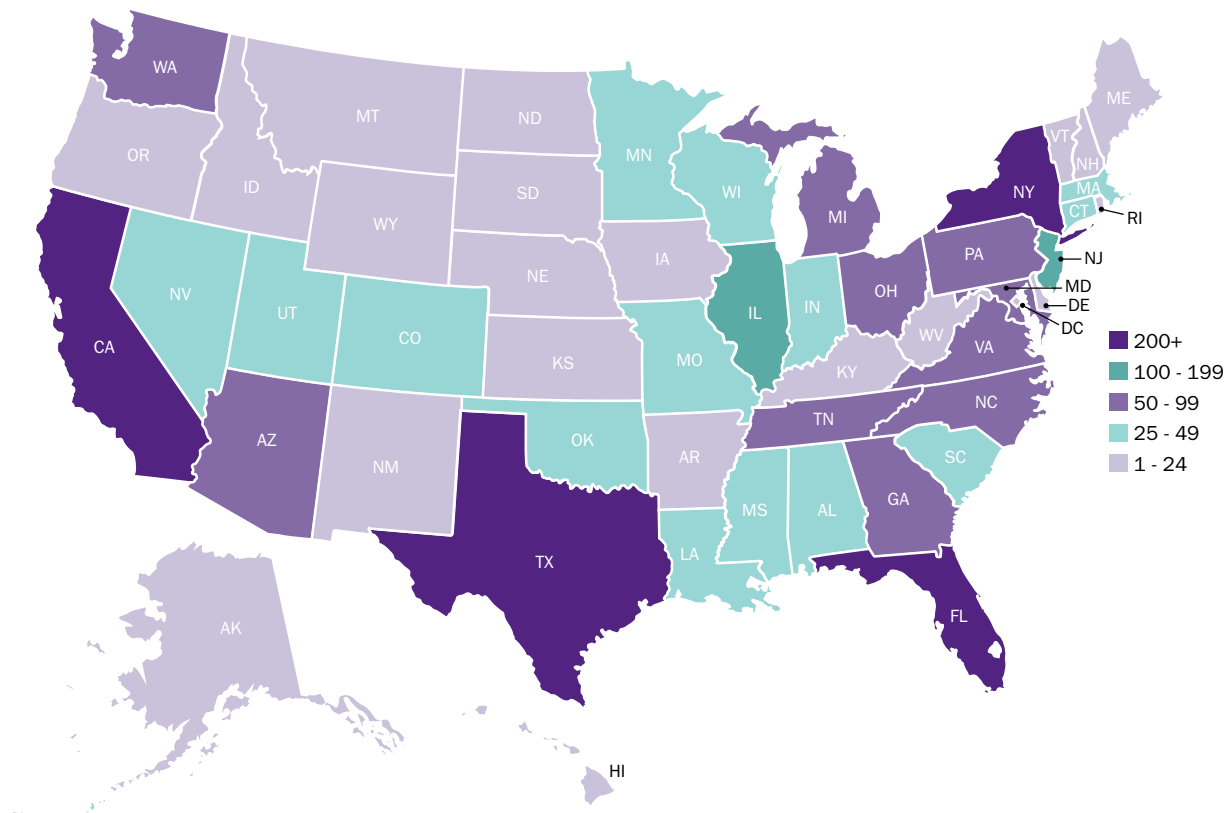 WA
MT
ND
MN
ME
VT
NH
OR
ID
SD
WI
MI
NY
MA
CT
RI
WY
IA
NE
PA
NJ
MD
DE
DC
NV
UT
CO
IL
IN
OH
WV
VA
CA
KS
MO
KY
200+
100 - 199
50 - 99
25 - 49
1 - 24
AZ
NM
OK
AR
TN
NC
SC
MS
AL
GA
TX
LA
FL
AK
HI